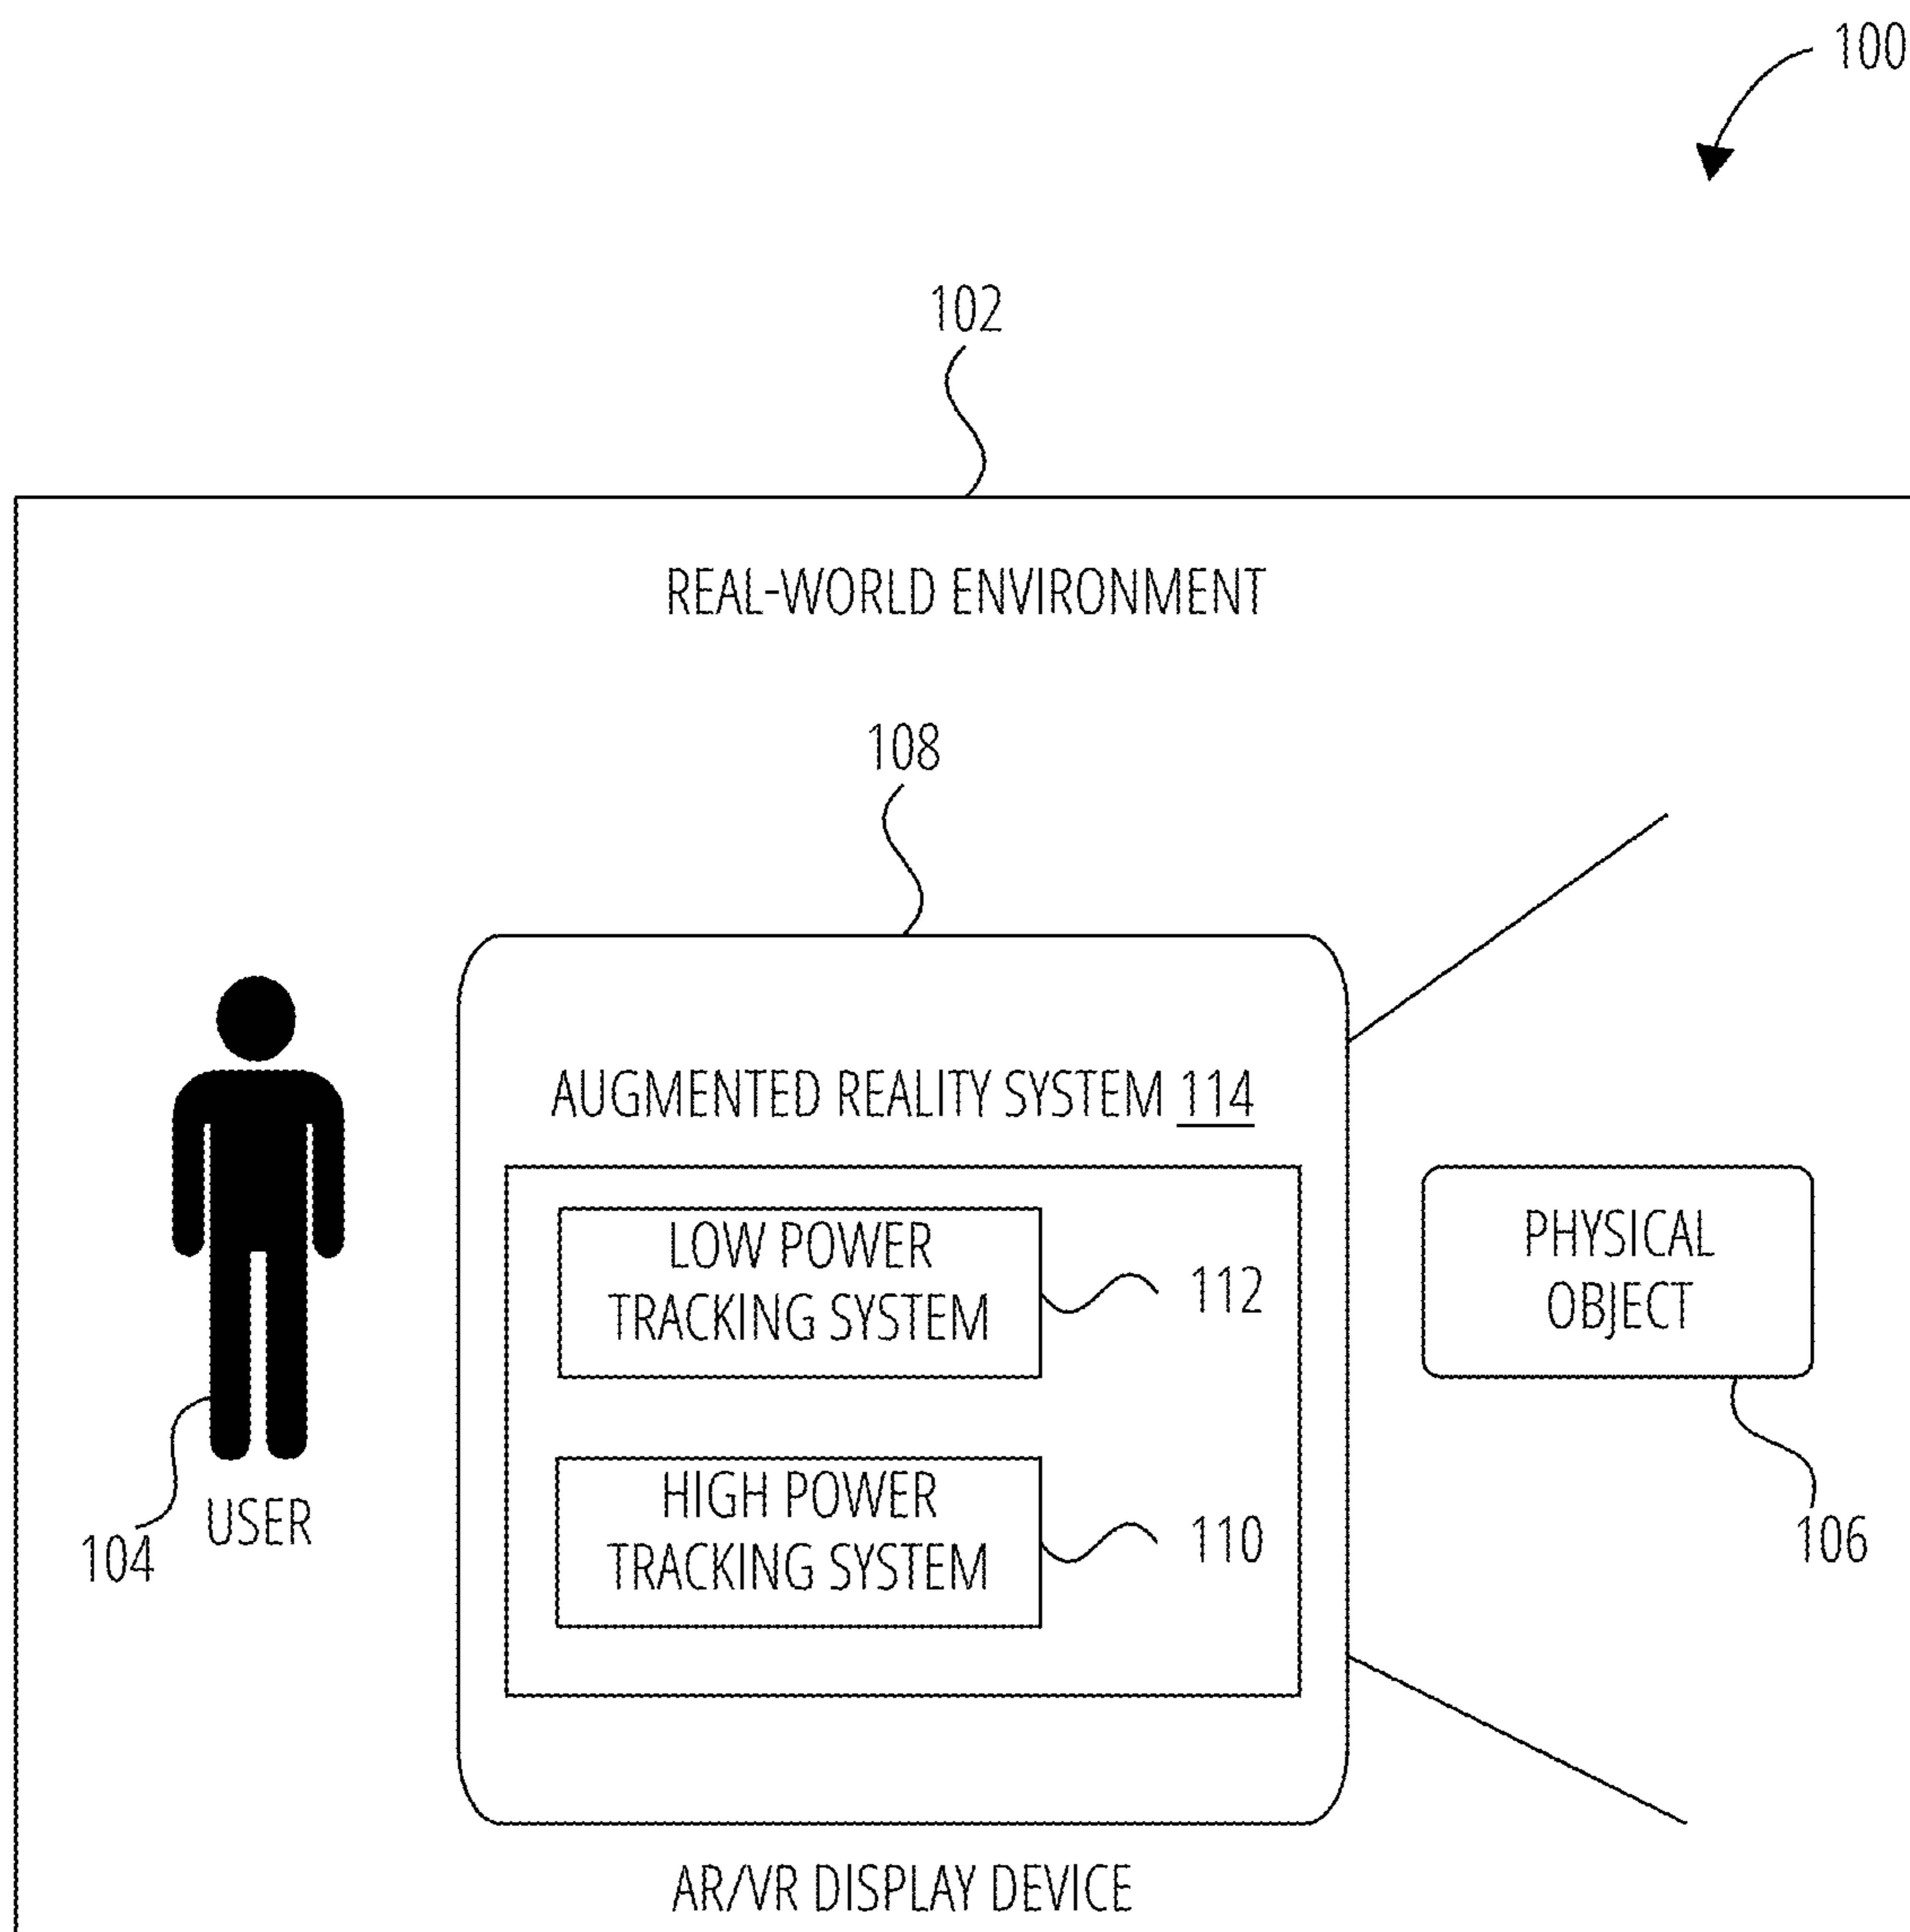 100
102
REAL-WORLD ENVIRONMENT
108
AUGMENTED REALITY SYSTEM 114
LOW POWER
TRACKING SYSTEM
112
PHYSICAL
OBJECT
HIGH POWER
TRACKING SYSTEM
110
106
USER
104
AR/VR DISPLAY DEVICE